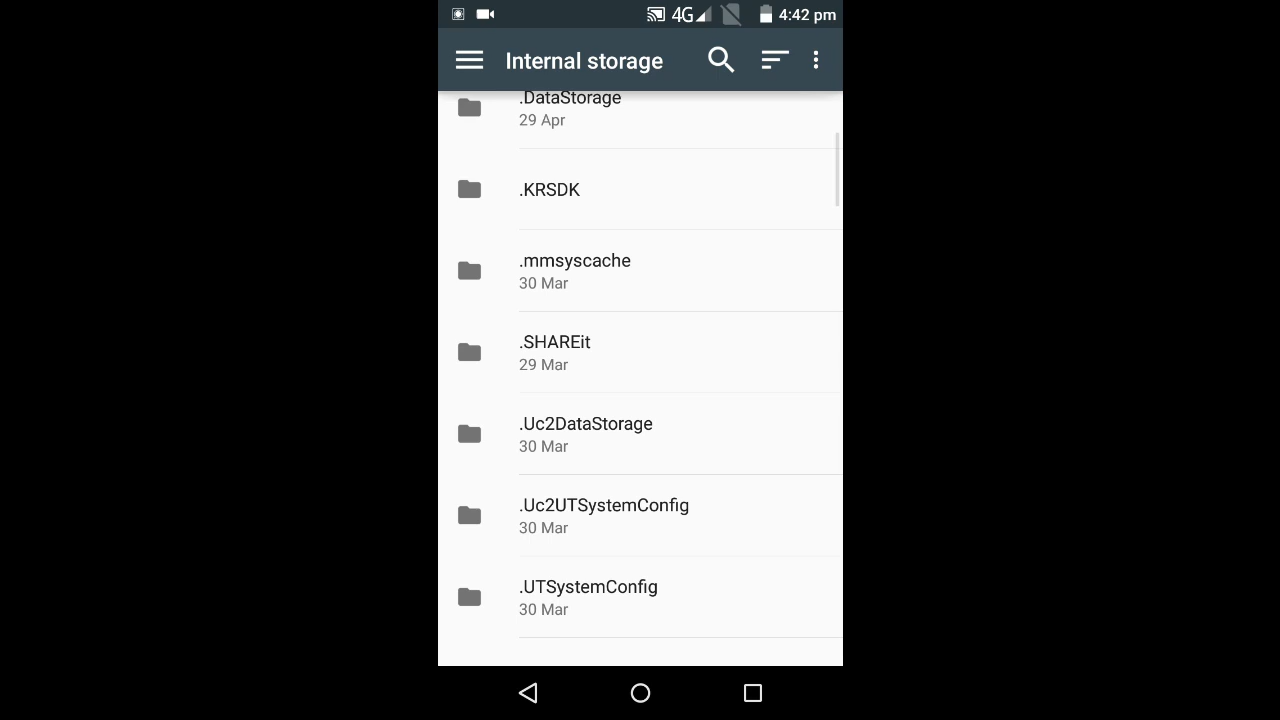 4G 4:42 pm
Internal storage
.DataStorage
29 Apr
.KRSDK
.mmsyscache
30 Mar
.SHAREit
29 Mar
.Uc2DataStorage
30 Mar
.Uc2UTSystemConfig
30 Mar
.UTSystemConfig
30 Mar